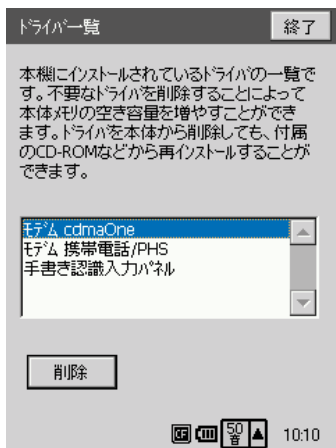 ﾄﾞﾗｲﾊﾞ一覧 終了
本機にｲﾝｽﾄｰﾙされているﾄﾞﾗｲﾊﾞの一覧で
す。不要なﾄﾞﾗｲﾊﾞを削除することによって
本体ﾒﾓﾘの空き容量を増やすことができ
ます。ﾄﾞﾗｲﾊﾞを本体から削除しても、付属
のCD-ROMなどから再ｲﾝｽﾄｰﾙすることが
できます。
ﾓﾃﾞﾑ cdmaOne
ﾓﾃﾞﾑ 携帯電話/PHS
手書き認識入力ﾊﾟﾈﾙ
削除
CF 50音 10:10